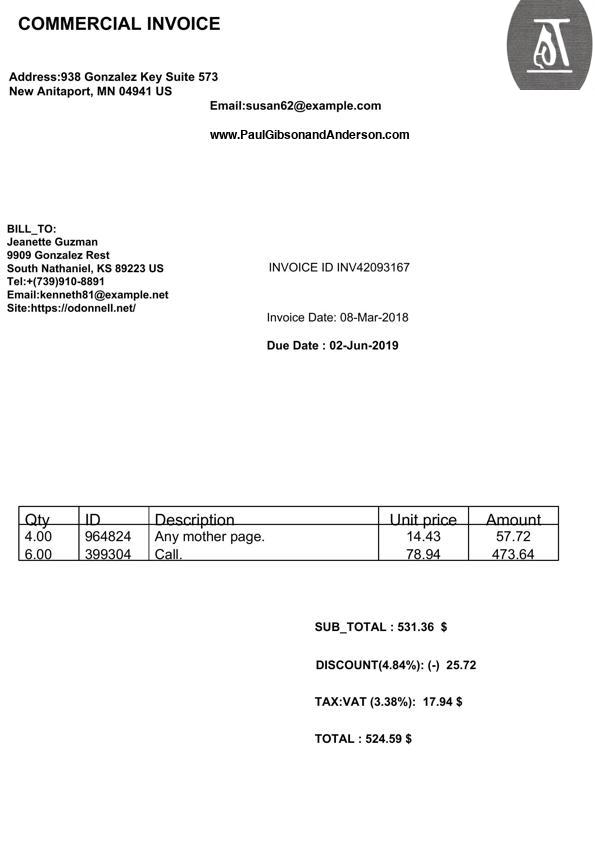 COMMERCIAL INVOICE
Address:938 Gonzalez Key Suite 573
New Anitaport, MN 04941 US
Email:susan62@example.com
www.PaulGibsonandAnderson.com
BILL_TO:
Jeanette Guzman
9909 Gonzalez Rest
South Nathaniel, KS 89223 US
Tel:+(739)910-8891
Email:kenneth81@example.net
Site:https://odonnell.net/
INVOICE ID INV42093167
Invoice Date: 08-Mar-2018
Due Date : 02-Jun-2019
Qty ID Description Unit price Amount
4.00 964824 Any mother page. 14.43 57.72
6.00 399304 Call. 78.94 473.64
SUB_TOTAL : 531.36 $
DISCOUNT(4.84%): (-) 25.72
TAX:VAT (3.38%): 17.94 $
TOTAL : 524.59 $